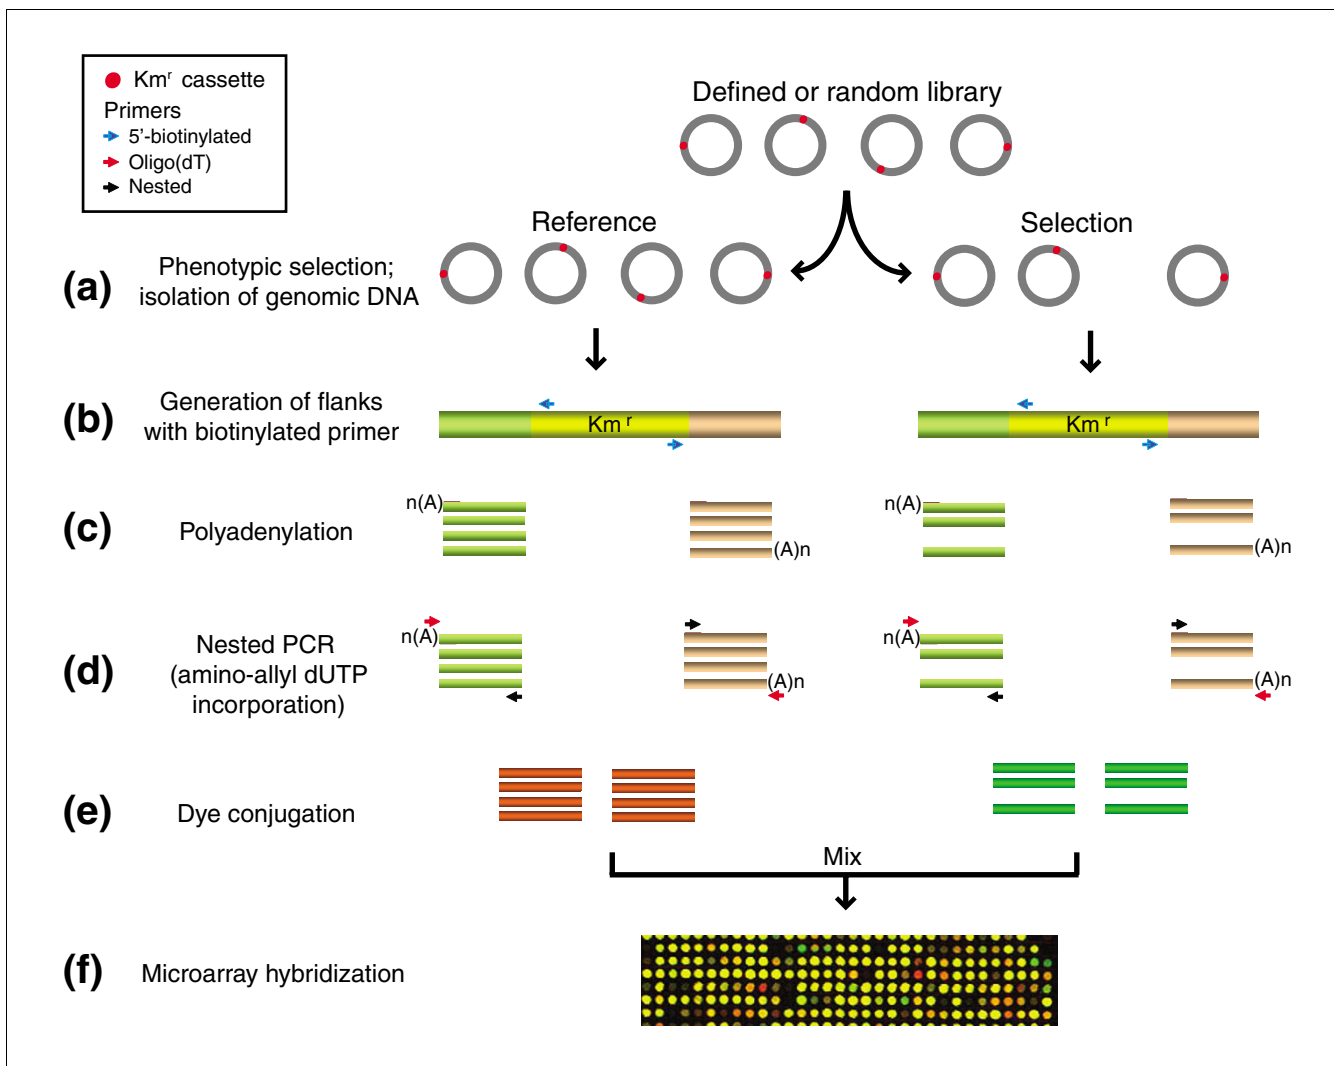 Kmʳ cassette
Primers
5'-biotinylated
Oligo(dT)
Nested
Defined or random library
Reference
Selection
(a)
Phenotypic selection;
isolation of genomic DNA
(b)
Generation of flanks
with biotinylated primer
Km ʳ
Km ʳ
(c)
Polyadenylation
n(A)
(A)n
n(A)
(A)n
(d)
Nested PCR
(amino-allyl dUTP
incorporation)
n(A)
(A)n
n(A)
(A)n
(e)
Dye conjugation
Mix
(f)
Microarray hybridization